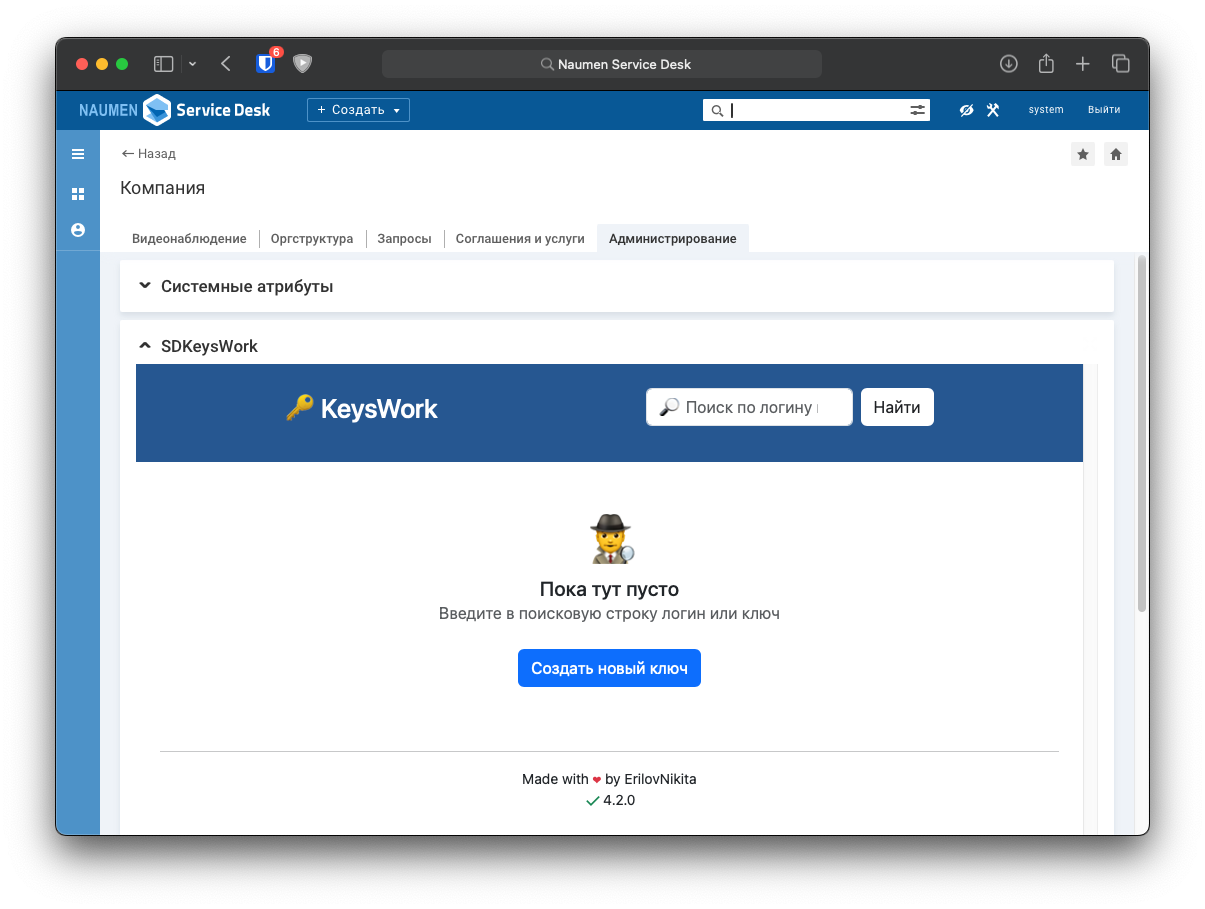 6
Naumen Service Desk
NAUMEN Service Desk
+ Создать
system
Выйти
← Назад
Компания
Видеонаблюдение
Оргструктура
Запросы
Соглашения и услуги
Администрирование
Системные атрибуты
SDKeysWork
KeysWork
Поиск по логину
Найти
Пока тут пусто
Введите в поисковую строку логин или ключ
Создать новый ключ
Made with ❤ by ErilovNikita
4.2.0